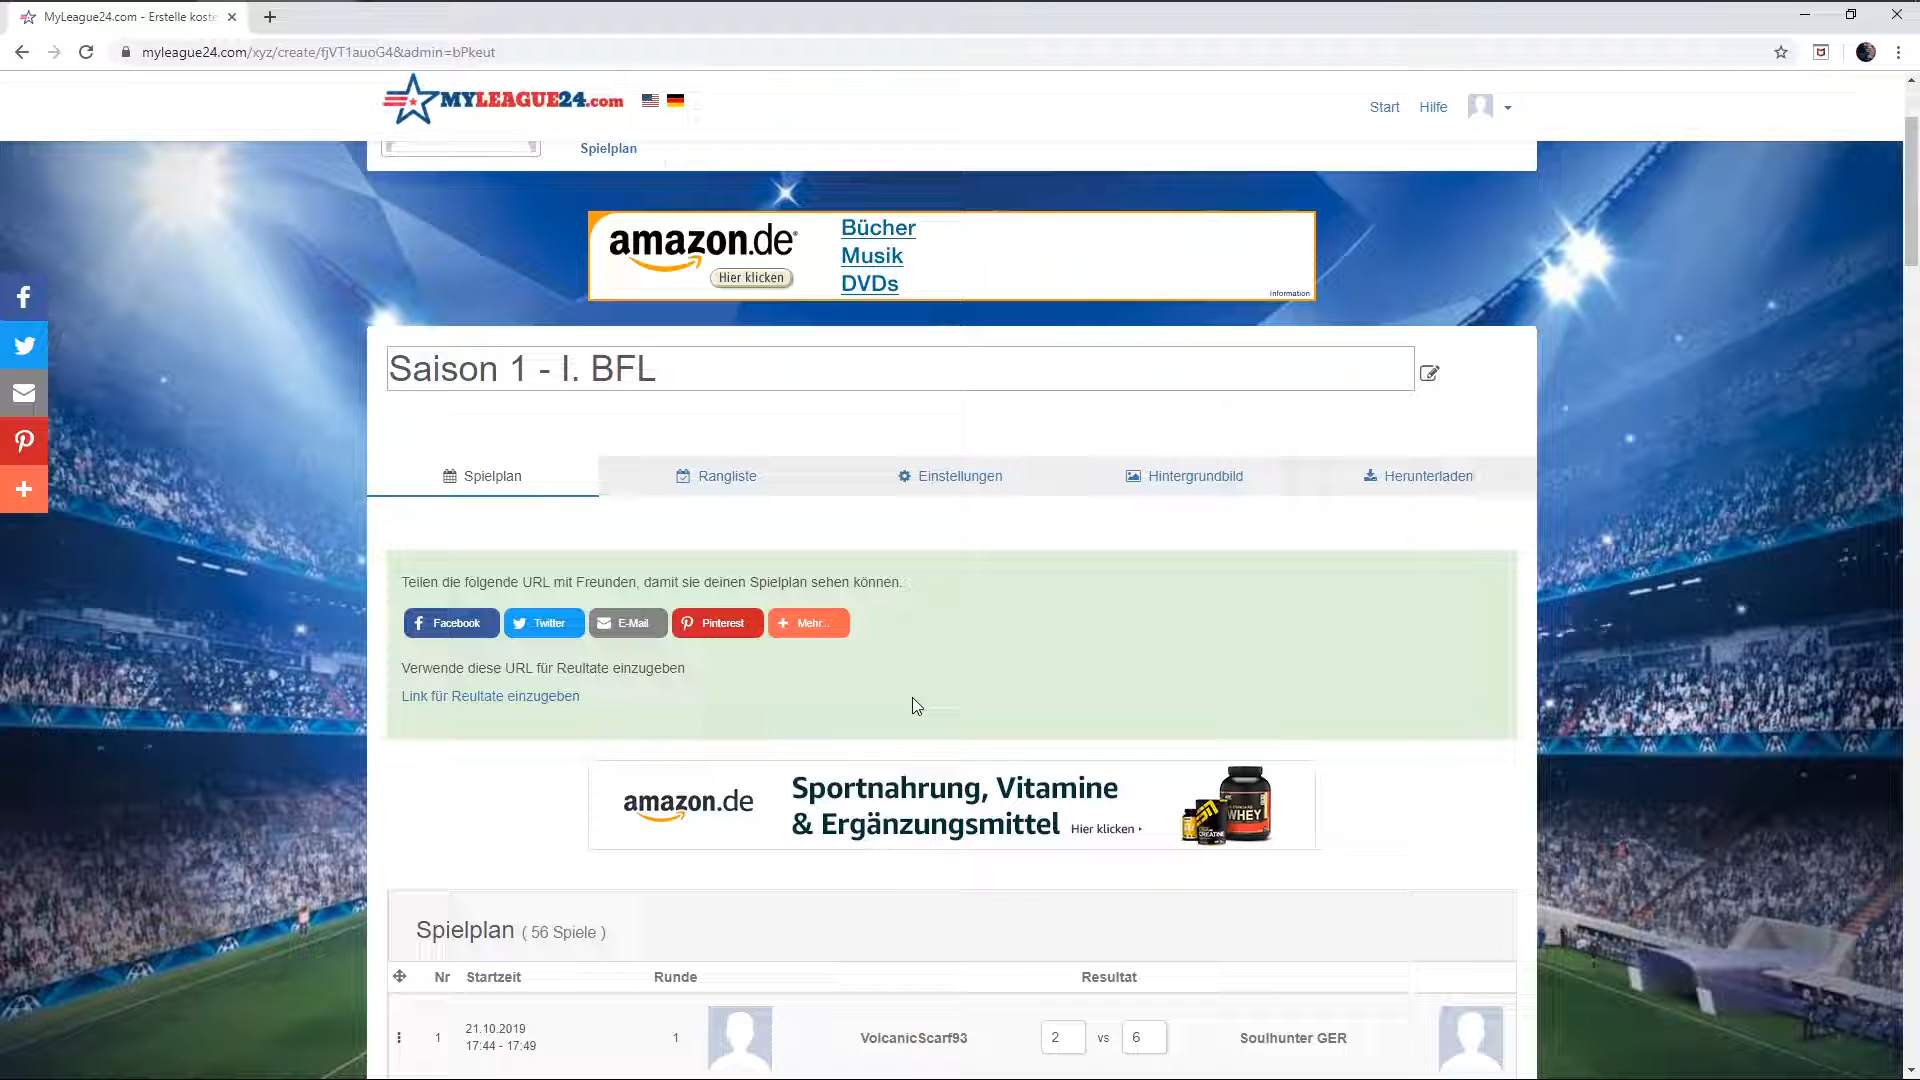 MyLeague24.com - Erstelle koste
myleague24.com/xyz/create/fjVT1auoG4&admin=bPkeut
MYLEAGUE24.com
Start
Hilfe
Spielplan
amazon.de
Hier klicken
Bücher
Musik
DVDs
Information
Saison 1 - I. BFL
Spielplan
Rangliste
Einstellungen
Hintergrundbild
Herunterladen
Teilen die folgende URL mit Freunden, damit sie deinen Spielplan sehen können.
Facebook
Twitter
E-Mail
Pinterest
Mehr...
Verwende diese URL für Reultate einzugeben
Link für Reultate einzugeben
amazon.de
Sportnahrung, Vitamine
& Ergänzungsmittel Hier klicken
WHEY
CREATINE
Spielplan ( 56 Spiele )
Nr Startzeit Runde Resultat
1 21.10.2019 1 VolcanicScarf93 2 vs 6 Soulhunter GER
17:44 - 17:49